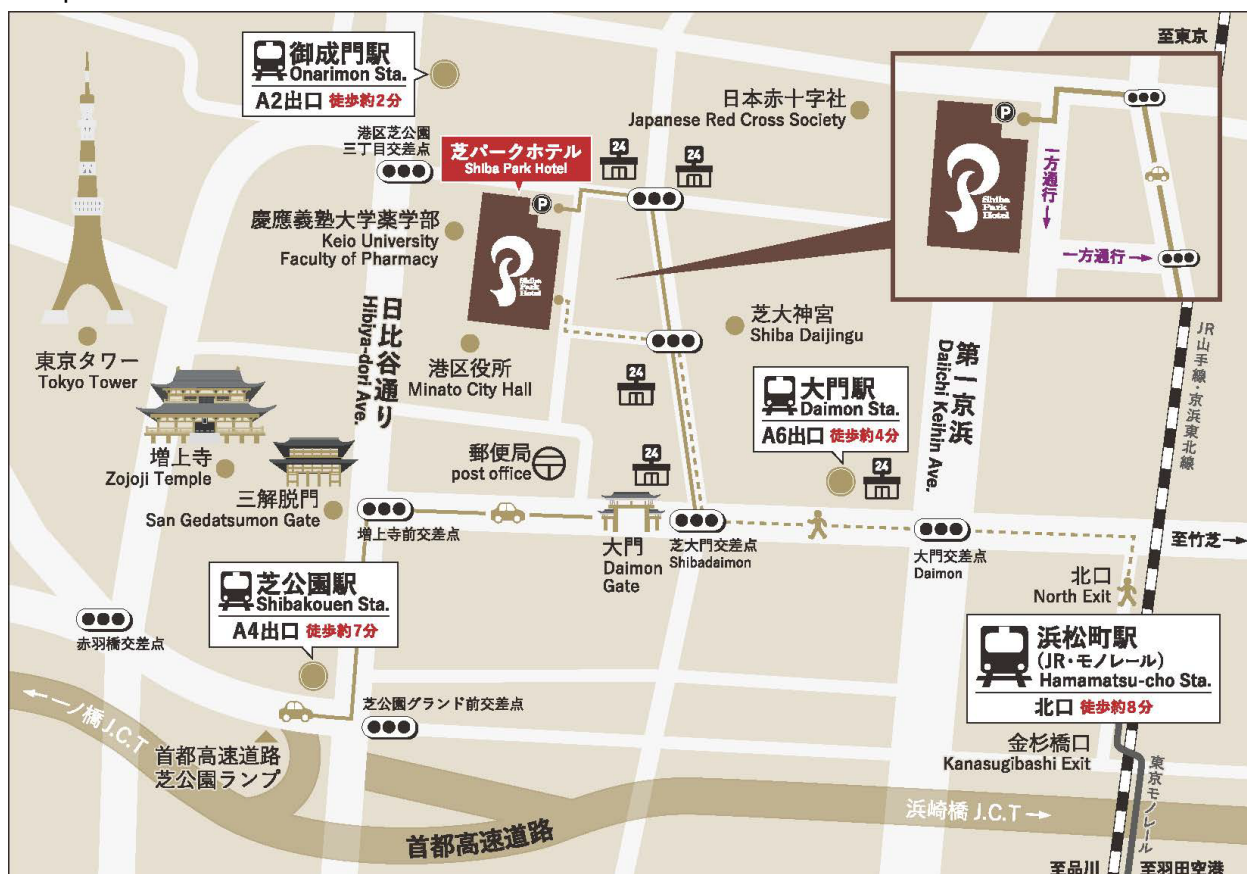 至東京
御成門駅
Onarimon Sta.
A2出口 徒歩約2分
日本赤十字社
Japanese Red Cross Society
港区芝公園
三丁目交差点
芝パークホテル
Shiba Park Hotel
24
24
P
慶應義塾大学薬学部
Keio University
Faculty of Pharmacy
Shiba
Park
Hotel
P
Shiba
Park
Hotel
一方通行→
一方通行→
日比谷通り
Hibiya-dori Ave.
東京タワー
Tokyo Tower
港区役所
Minato City Hall
芝大神宮
Shiba Daijingu
24
第一京浜
Daiichi Keihin Ave.
JR山手線・京浜東北線
大門駅
Daimon Sta.
A6出口 徒歩約4分
24
増上寺
Zojoji Temple
三解脱門
San Gedatsumon Gate
郵便局
post office
24
増上寺前交差点
大門
Daimon
Gate
芝大門交差点
Shibadaimon
大門交差点
Daimon
至竹芝→
北口
North Exit
芝公園駅
Shibakouen Sta.
A4出口 徒歩約7分
赤羽橋交差点
浜松町駅
(JR・モノレール)
Hamamatsu-cho Sta.
北口 徒歩約8分
芝公園グランド前交差点
金杉橋口
Kanasugibashi Exit
←一ノ橋J.C.T
首都高速道路
芝公園ランプ
首都高速道路
浜崎橋J.C.T→
東京モノレール
至品川
至羽田空港